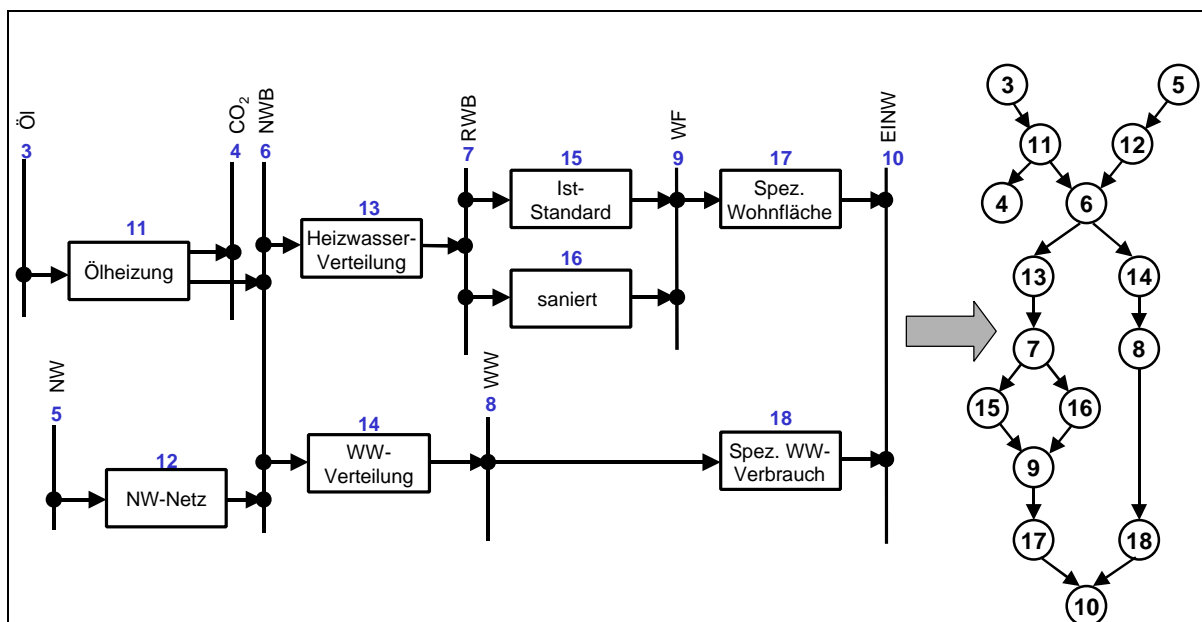 Öl
3
CO2
4
NWB
6
RWB
7
WF
9
EINW
10
11
Ölheizung
13
Heizwasser-
Verteilung
15
Ist-
Standard
16
saniert
17
Spez.
Wohnfläche
NW
5
12
NW-Netz
14
WW-
Verteilung
WW
8
18
Spez. WW-
Verbrauch
3
5
11
12
4
6
13
14
7
8
15
16
9
17
18
10